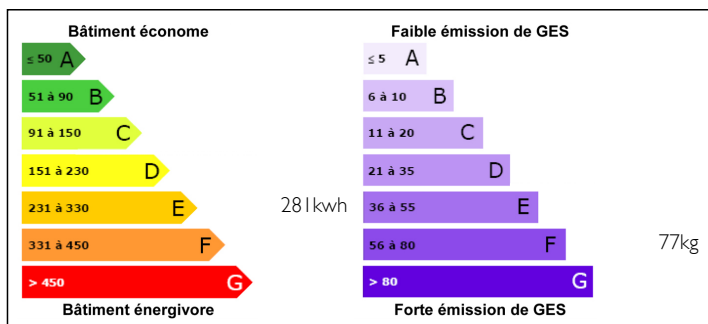 Bâtiment économe
≤ 50 A
51 à 90 B
91 à 150 C
151 à 230 D
231 à 330 E 281kwh
331 à 450 F
> 450 G
Bâtiment énergivore
Faible émission de GES
≤ 5 A
6 à 10 B
11 à 20 C
21 à 35 D
36 à 55 E
56 à 80 F 77kg
> 80 G
Forte émission de GES